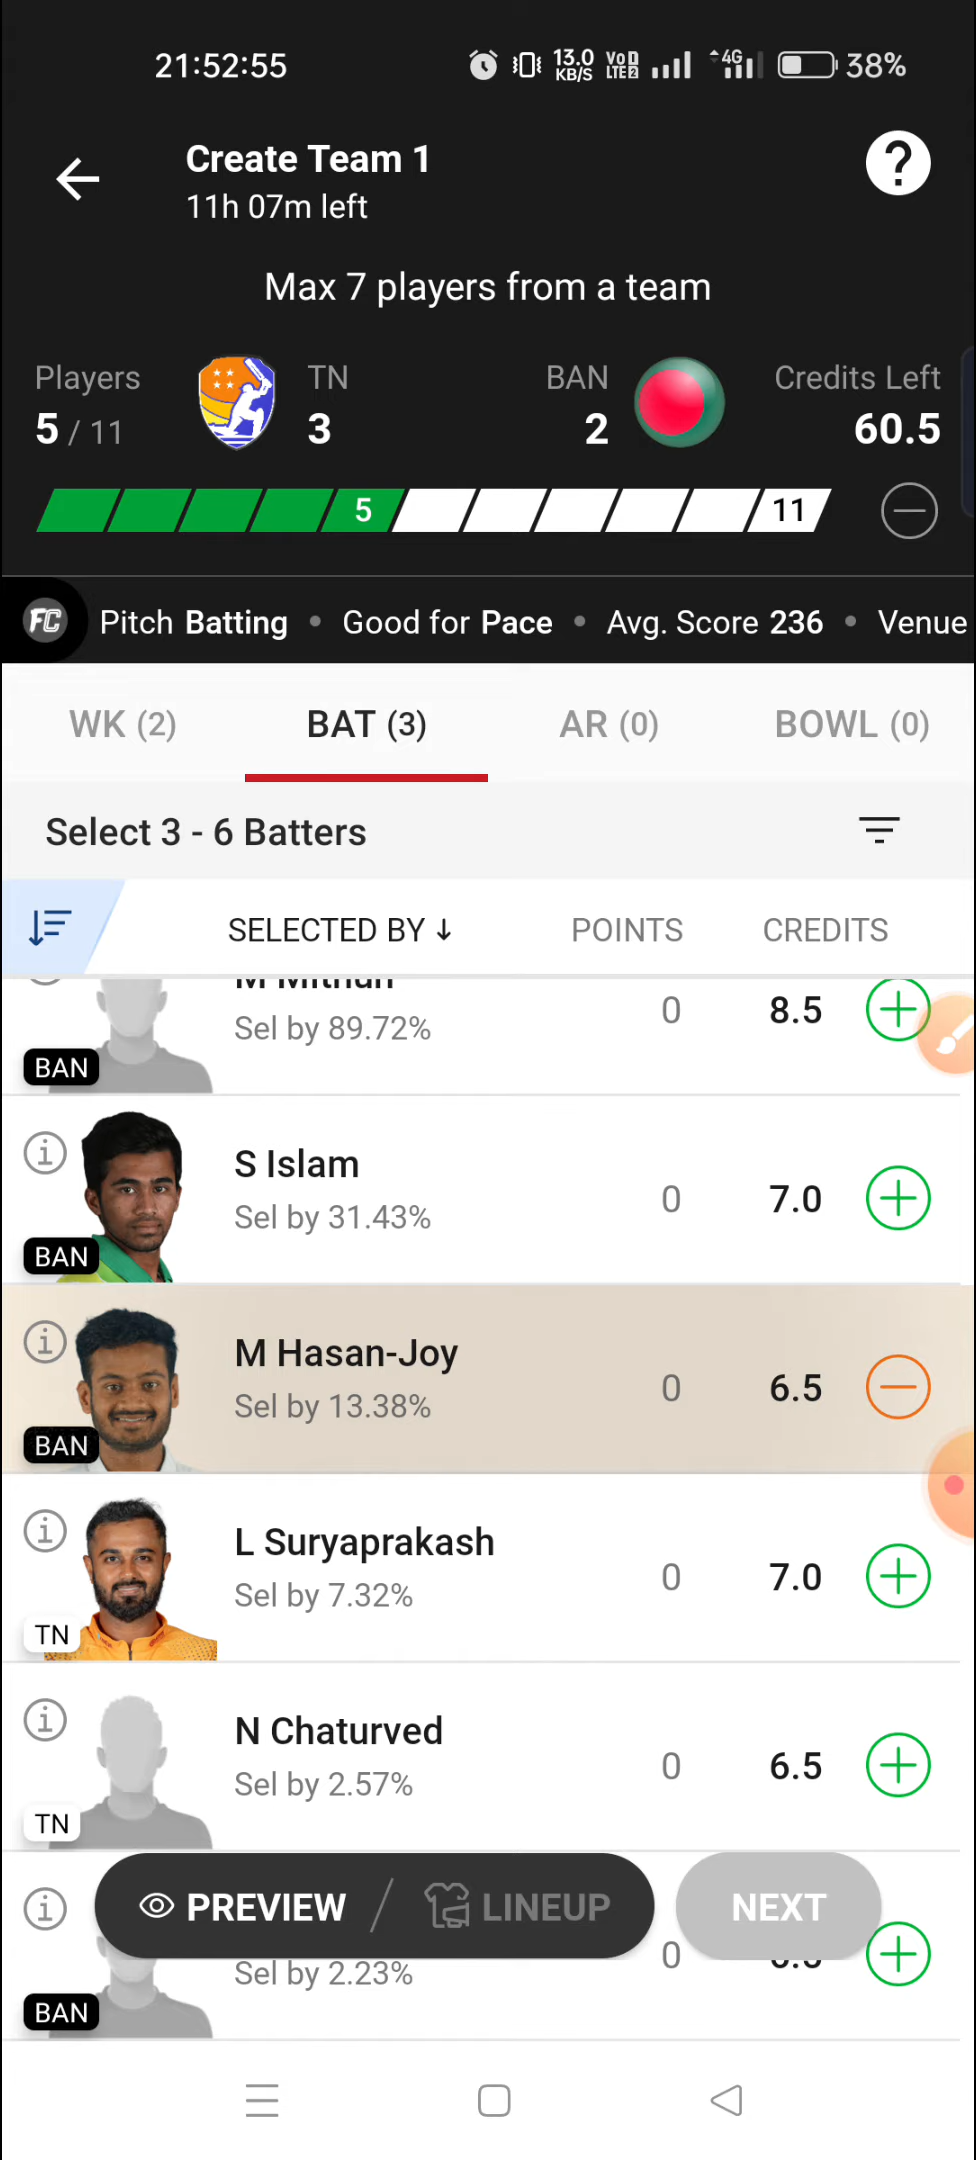 21:52:55 13.0 KB/S VoD LTE2 4G 38%
Create Team 1
11h 07m left
?
Max 7 players from a team
Players TN BAN Credits Left
5 / 11 3 2 60.5
5 11
FC Pitch Batting • Good for Pace • Avg. Score 236 • Venue
WK (2) BAT (3) AR (0) BOWL (0)
Select 3 - 6 Batters
SELECTED BY ↓ POINTS CREDITS
M Mithun
Sel by 89.72% 0 8.5
BAN
S Islam
Sel by 31.43% 0 7.0
BAN
M Hasan-Joy
Sel by 13.38% 0 6.5
BAN
L Suryaprakash
Sel by 7.32% 0 7.0
TN
N Chaturved
Sel by 2.57% 0 6.5
TN
PREVIEW / LINEUP NEXT
Sel by 2.23% 0
BAN